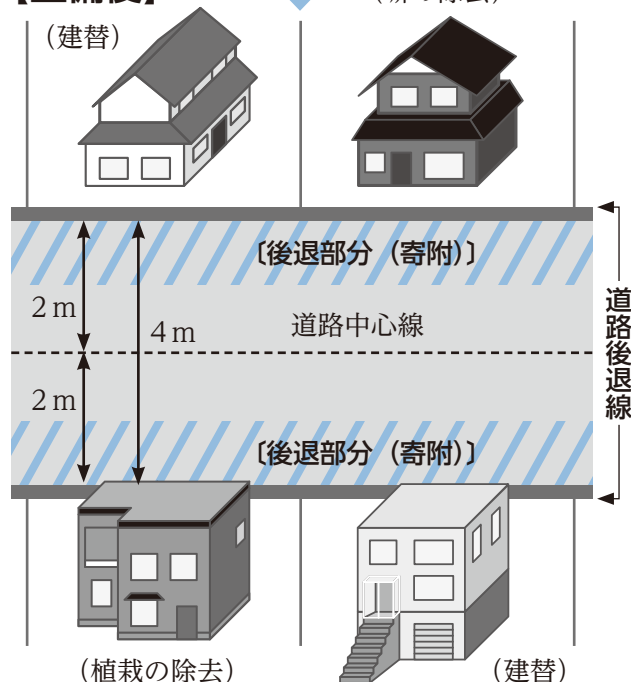 (建替)
〔後退部分（寄附）〕
2m
4m
道路中心線
2m
〔後退部分（寄附）〕
道路後退線
(植栽の除去)
(建替)